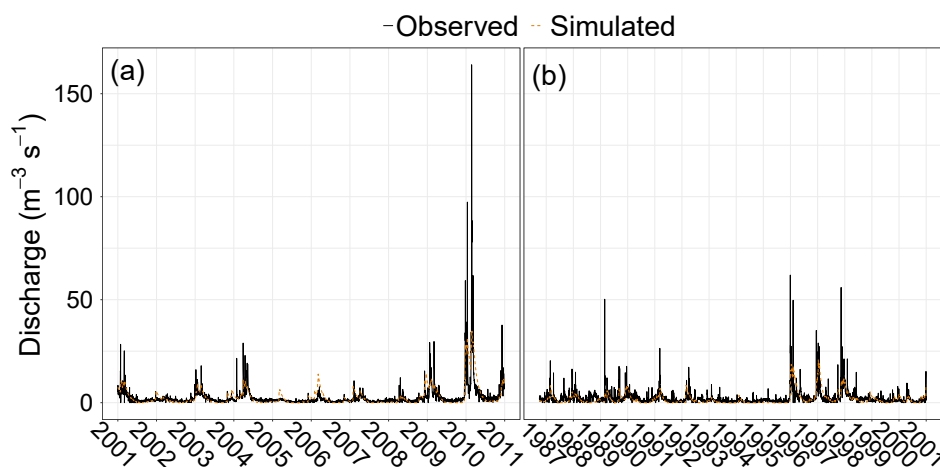 Observed Simulated
(a) (b)
Discharge (m⁻³ s⁻¹)
150
100
50
0
2001 2002 2003 2004 2005 2006 2007 2008 2009 2010 2011
1987 1988 1989 1990 1991 1992 1993 1994 1995 1996 1997 1998 1999 2000 2001